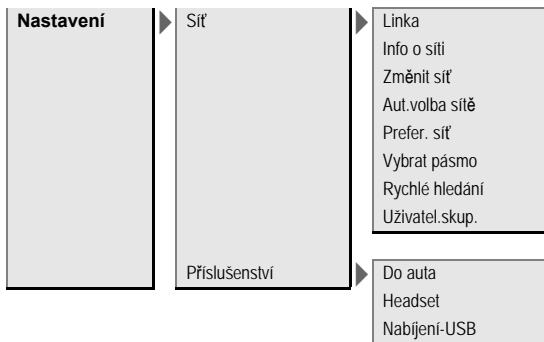 Nastavení
Síť
Linka
Info o síti
Změnit síť
Aut.volba sítě
Prefer. síť
Vybrat pásmo
Rychlé hledání
Uživatel.skup.
Příslušenství
Do auta
Headset
Nabíjení-USB